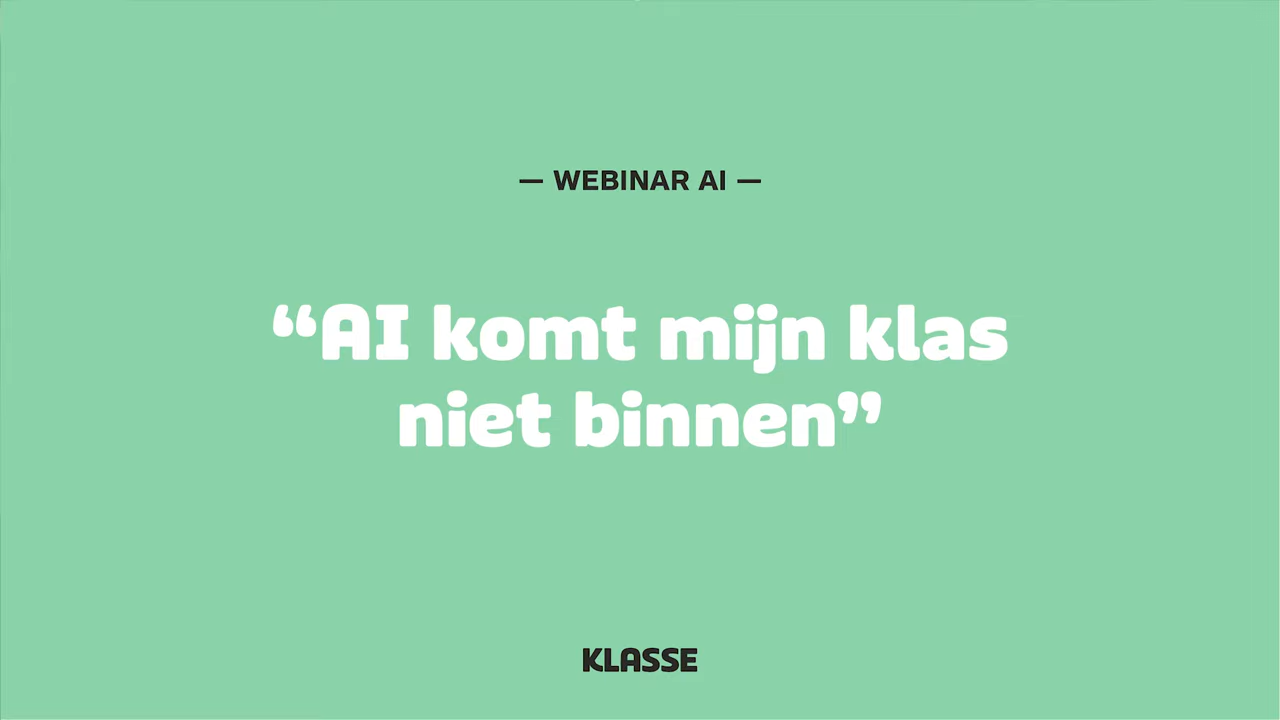 — WEBINAR AI —
“AI komt mijn klas
niet binnen”
KLASSE